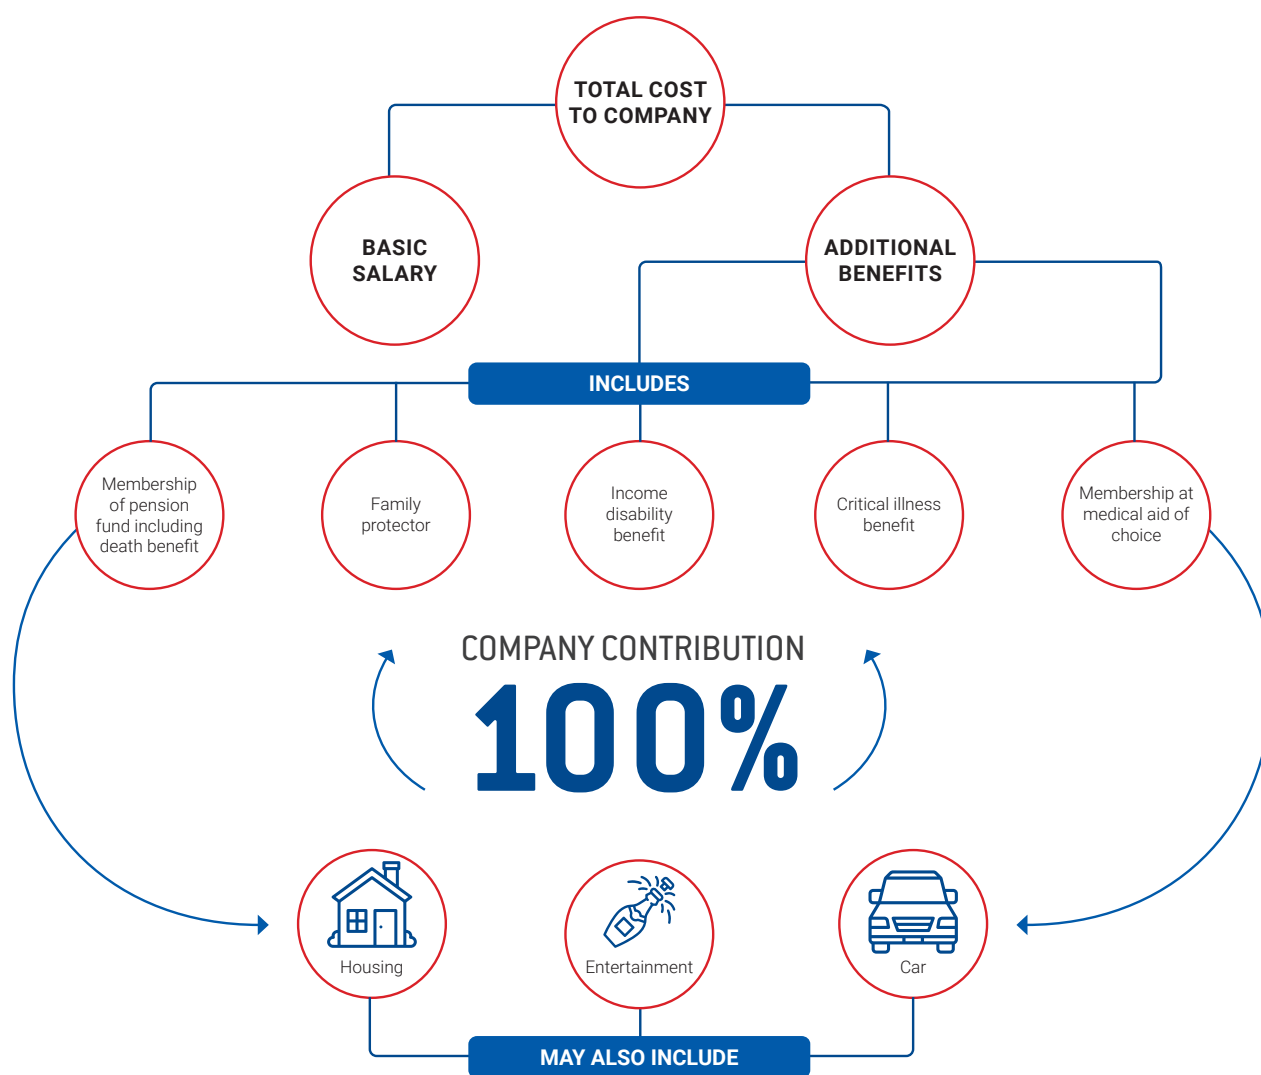 TOTAL COST
TO COMPANY
BASIC
SALARY
ADDITIONAL
BENEFITS
INCLUDES
Membership
of pension
fund including
death benefit
Family
protector
Income
disability
benefit
Critical illness
benefit
Membership at
medical aid of
choice
COMPANY CONTRIBUTION
100%
Housing
Entertainment
Car
MAY ALSO INCLUDE